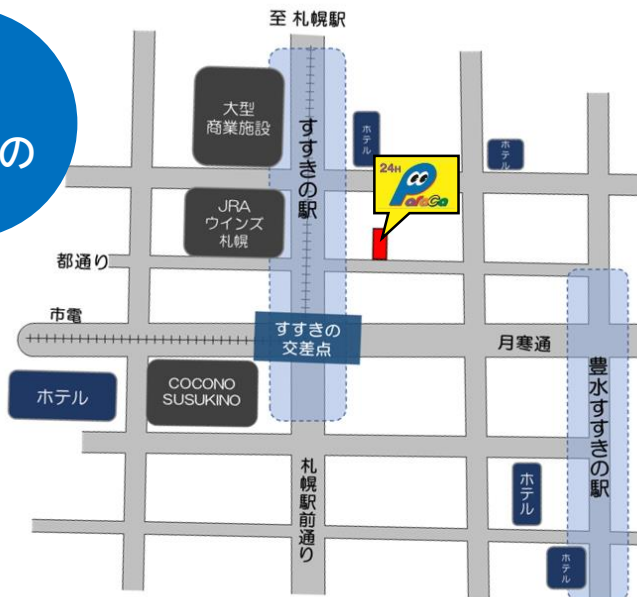 至 札幌駅
の
大型
商業施設
すすきの駅
ホテル
ホテル
24H
ParaCa
JRA
ウインズ
札幌
都通り
市電
すすきの
交差点
月寒通
ホテル
COCONO
SUSUKINO
豊水すすきの駅
札幌駅前通り
ホテル
ホテル